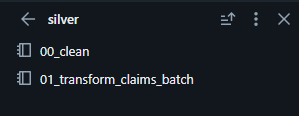 silver
00_clean
01_transform_claims_batch